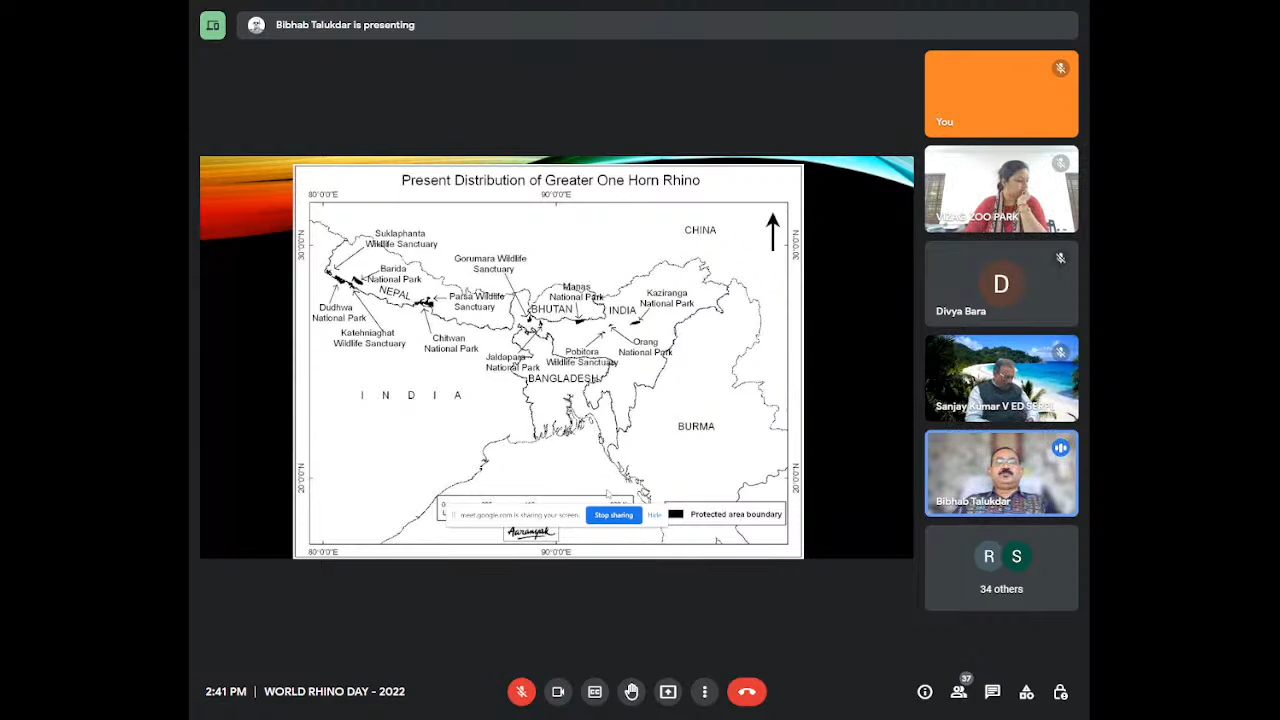 Bibhab Talukdar is presenting
Present Distribution of Greater One Horn Rhino
80°0'0"E
90°0'0"E
30°0'0"N
30°0'0"N
CHINA
Suklaphanta
Wildlife Sanctuary
Gorumara Wildlife
Sanctuary
Barida
National Park
Manas
National Park
Kaziranga
National Park
NEPAL
Parsa Wildlife
Sanctuary
BHUTAN
INDIA
Dudhwa
National Park
Katehniaghat
Wildlife Sanctuary
Chitwan
National Park
Orang
National Park
Jaldapara
National Park
Pobitora
Wildlife Sanctuary
BANGLADESH
I N D I A
BURMA
20°0'0"N
20°0'0"N
meet.google.com is sharing your screen.
Stop sharing
Hide
Protected area boundary
Aaranyak
80°0'0"E
90°0'0"E
You
VIZAG ZOO PARK
D
Divya Bara
Sanjay Kumar V ED
Bibhab Talukdar
R
S
34 others
2:41 PM | WORLD RHINO DAY - 2022
37